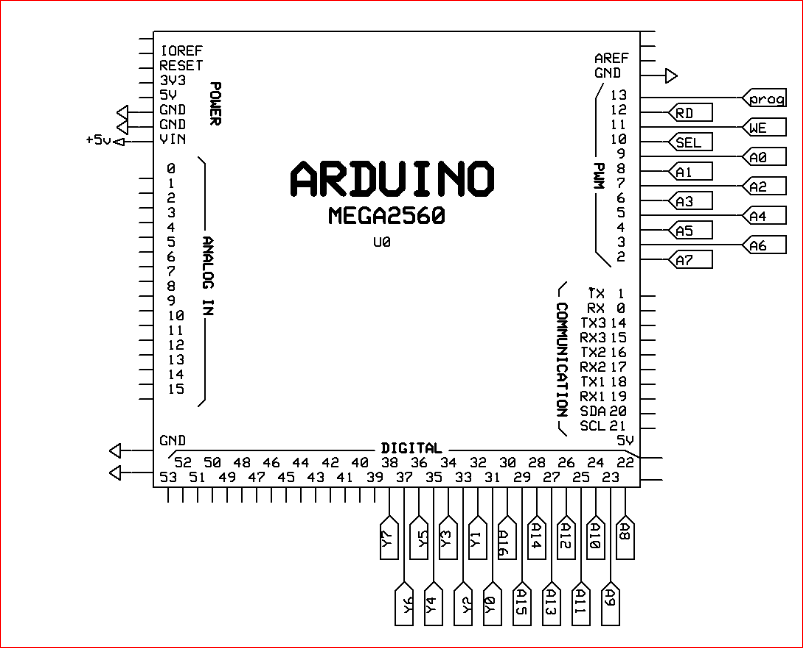 IOREF
RESET
3V3
5V
GND
GND
VIN
+5v
POWER
0
1
2
3
4
5
6
7
8
9
10
11
12
13
14
15
ANALOG IN
ARDUINO
MEGA2560
U0
AREF
GND
13 prog
12 RD
11 WE
10 SEL
9 A0
8 A1
7 A2
6 A3
5 A4
4 A5
3 A6
2 A7
PWM
TX 1
RX 0
TX3 14
RX3 15
TX2 16
RX2 17
TX1 18
RX1 19
SDA 20
SCL 21
COMMUNICATION
5V
GND
DIGITAL
52 50 48 46 44 42 40 38 36 34 32 30 28 26 24 22
53 51 49 47 45 43 41 39 37 35 33 31 29 27 25 23
Y7 Y5 Y3 Y1 A16 A14 A12 A10 A8
Y6 Y4 Y2 Y0 A15 A13 A11 A9